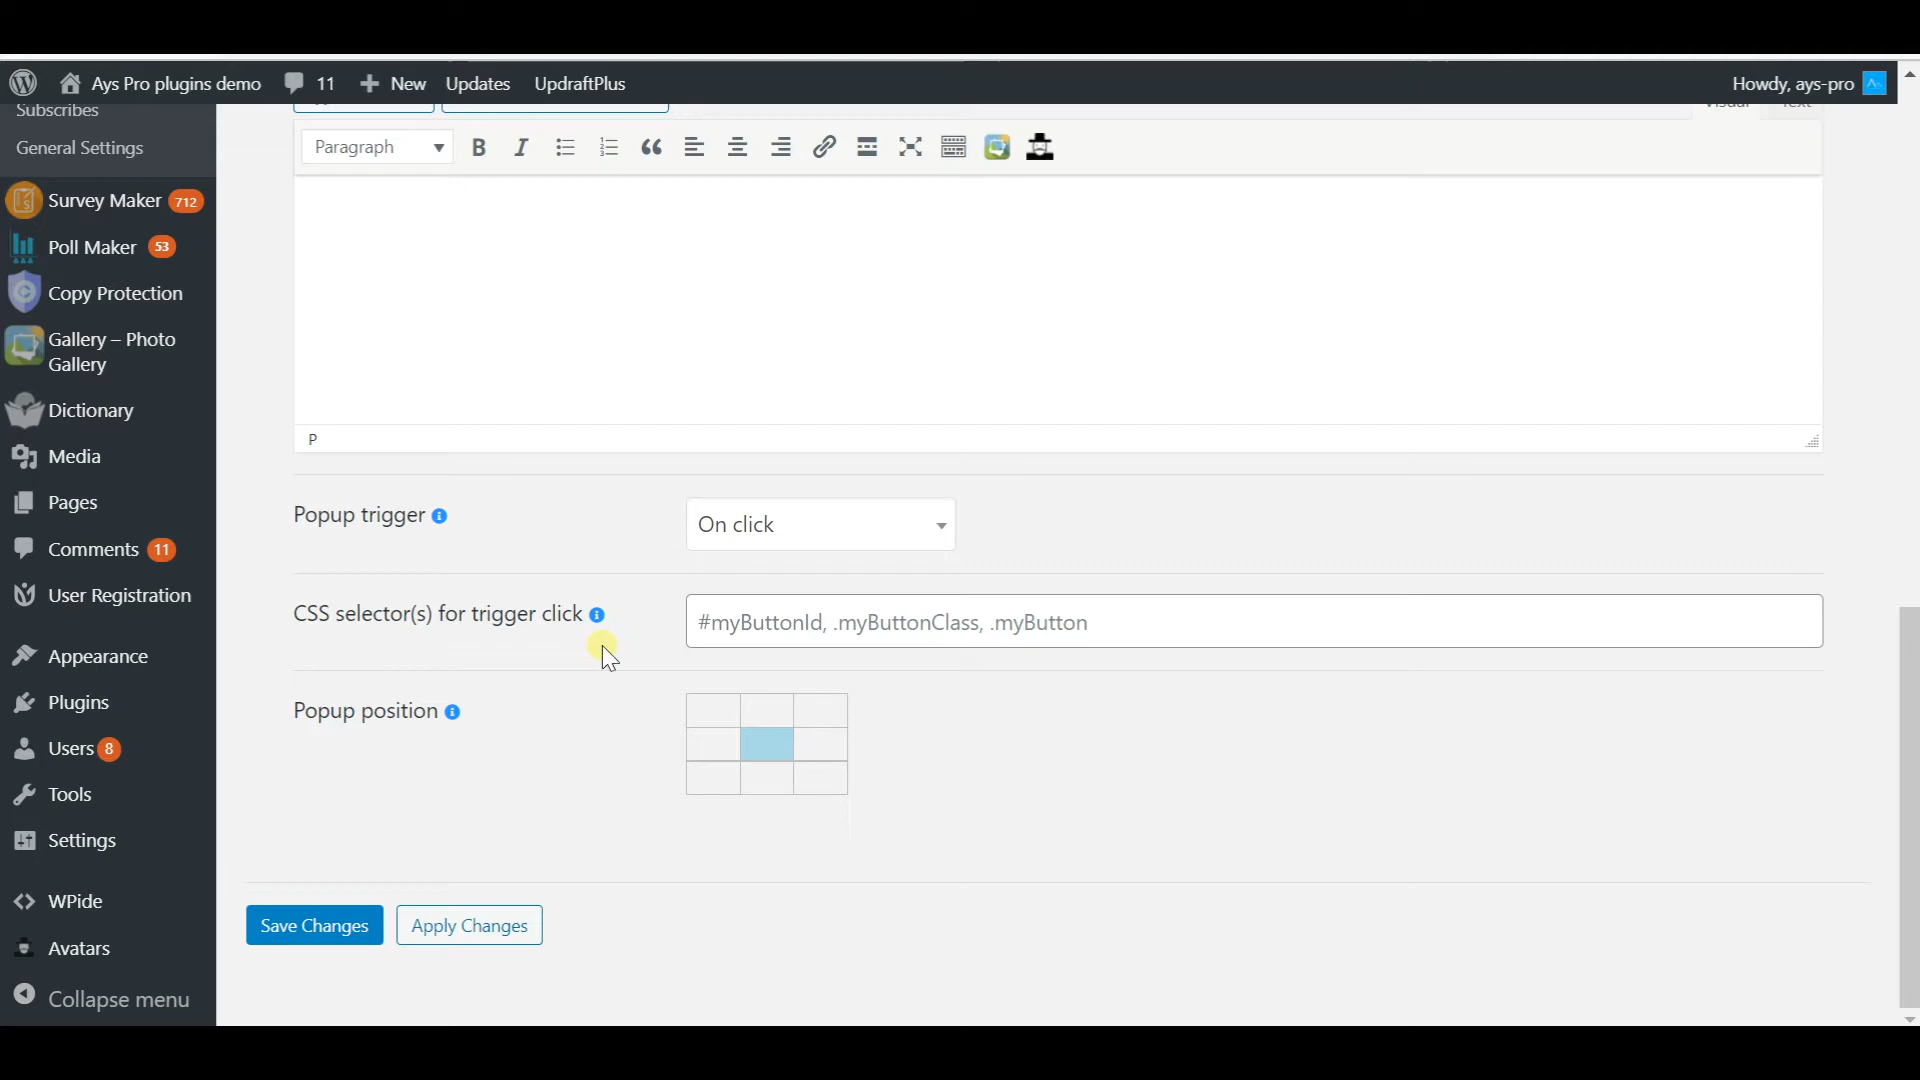 Ays Pro plugins demo 11 New Updates UpdraftPlus Howdy, ays-pro
Subscribes
General Settings
Survey Maker 712
Poll Maker 53
Copy Protection
Gallery – Photo
Gallery
Dictionary
Media
Pages
Comments 11
User Registration
Appearance
Plugins
Users 8
Tools
Settings
WPide
Avatars
Collapse menu
Visual Text
Paragraph
P
Popup trigger
On click
CSS selector(s) for trigger click
#myButtonId, .myButtonClass, .myButton
Popup position
Save Changes Apply Changes